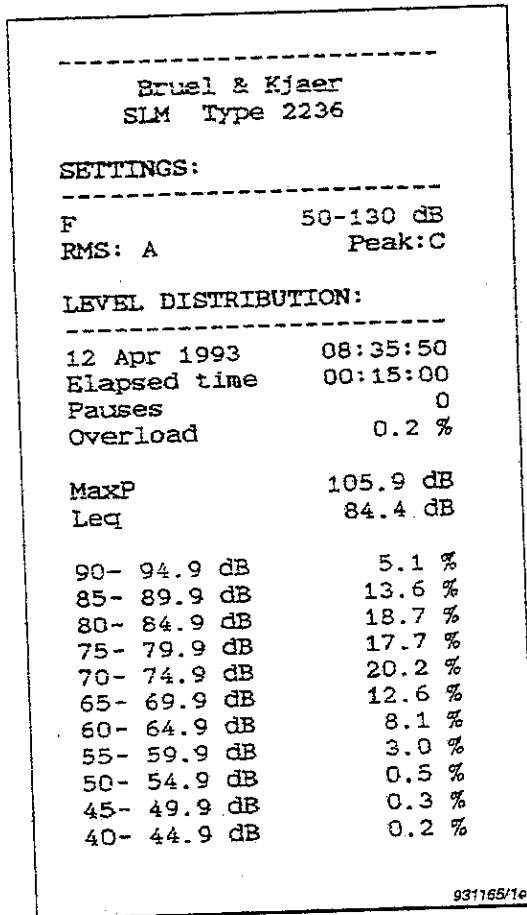 Bruel & Kjaer
SLM Type 2236
SETTINGS:
F 50-130 dB
RMS: A Peak:C
LEVEL DISTRIBUTION:
12 Apr 1993 08:35:50
Elapsed time 00:15:00
Pauses 0
Overload 0.2 %
MaxP 105.9 dB
Leq 84.4 dB
90- 94.9 dB 5.1 %
85- 89.9 dB 13.6 %
80- 84.9 dB 18.7 %
75- 79.9 dB 17.7 %
70- 74.9 dB 20.2 %
65- 69.9 dB 12.6 %
60- 64.9 dB 8.1 %
55- 59.9 dB 3.0 %
50- 54.9 dB 0.5 %
45- 49.9 dB 0.3 %
40- 44.9 dB 0.2 %